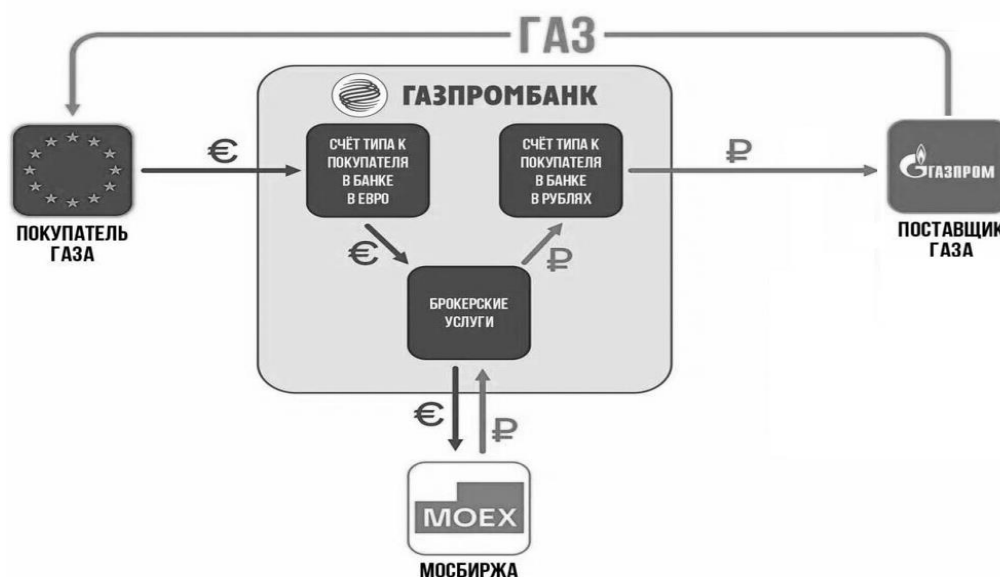 ГАЗ
ГАЗПРОМБАНК
СЧЁТ ТИПА К
ПОКУПАТЕЛЯ
В БАНКЕ
В ЕВРО
СЧЁТ ТИПА К
ПОКУПАТЕЛЯ
В БАНКЕ
В РУБЛЯХ
€
₽
ГАЗПРОМ
ПОКУПАТЕЛЬ
ГАЗА
ПОСТАВЩИК
ГАЗА
€
₽
БРОКЕРСКИЕ
УСЛУГИ
€
₽
MOEX
МОСБИРЖА